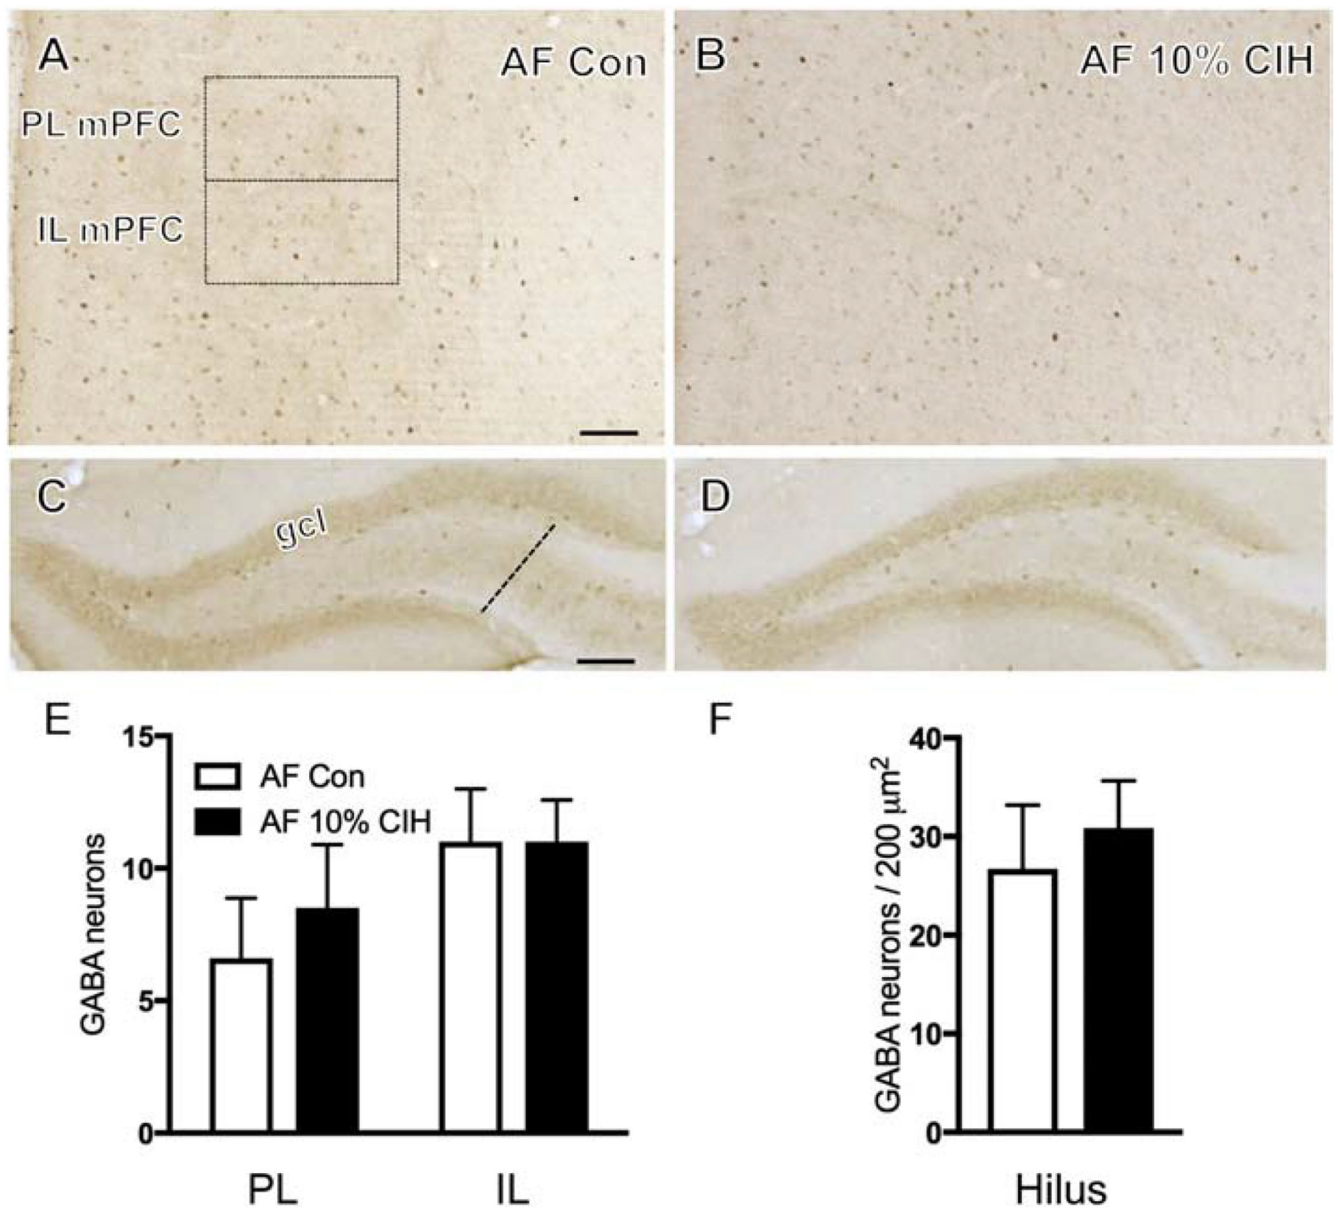 A
AF Con
B
AF 10% CIH
PL mPFC
IL mPFC
C
gcl
D
E
15
10
5
0
GABA neurons
AF Con
AF 10% CIH
PL
IL
F
40
30
20
10
0
GABA neurons / 200 µm²
Hilus